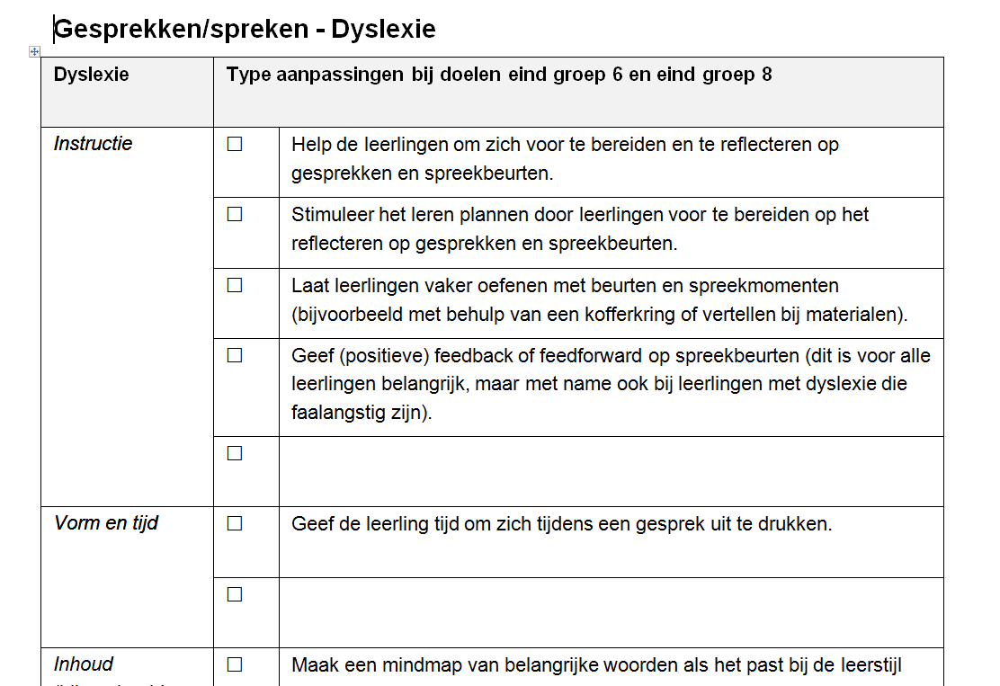 Gesprekken/spreken - Dyslexie
Dyslexie
Type aanpassingen bij doelen eind groep 6 en eind groep 8
Instructie
☐ Help de leerlingen om zich voor te bereiden en te reflecteren op
gesprekken en spreekbeurten.
☐ Stimuleer het leren plannen door leerlingen voor te bereiden op het
reflecteren op gesprekken en spreekbeurten.
☐ Laat leerlingen vaker oefenen met beurten en spreekmomenten
(bijvoorbeeld met behulp van een kofferkring of vertellen bij materialen).
☐ Geef (positieve) feedback of feedforward op spreekbeurten (dit is voor alle
leerlingen belangrijk, maar met name ook bij leerlingen met dyslexie die
faalangstig zijn).
☐
Vorm en tijd
☐ Geef de leerling tijd om zich tijdens een gesprek uit te drukken.
☐
Inhoud
☐ Maak een mindmap van belangrijke woorden als het past bij de leerstijl